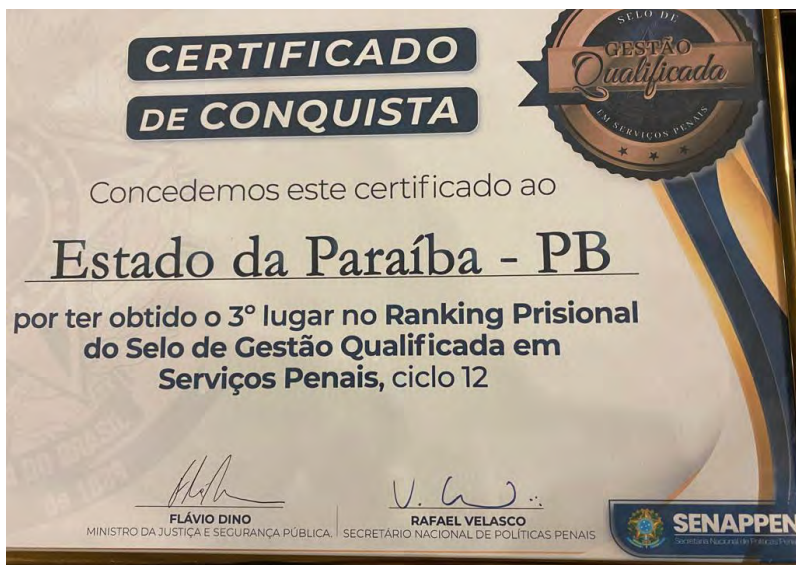 CERTIFICADO
DE CONQUISTA
SELO DE
GESTÃO
Qualificada
EM SERVIÇOS PENAIS
Concedemos este certificado ao
Estado da Paraíba - PB
por ter obtido o 3º lugar no Ranking Prisional
do Selo de Gestão Qualificada em
Serviços Penais, ciclo 12
FLÁVIO DINO
MINISTRO DA JUSTIÇA E SEGURANÇA PÚBLICA.
RAFAEL VELASCO
SECRETÁRIO NACIONAL DE POLÍTICAS PENAIS
SENAPPEN
Secretaria Nacional de Políticas Penais